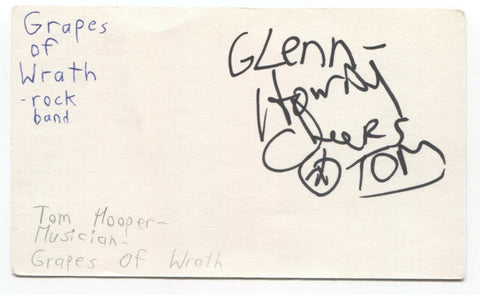 Grapes
of
Wrath
-rock
band
GLenn-
Howdy
Cheers
TOM
Tom Hooper-
Musician-
Grapes Of Wrath